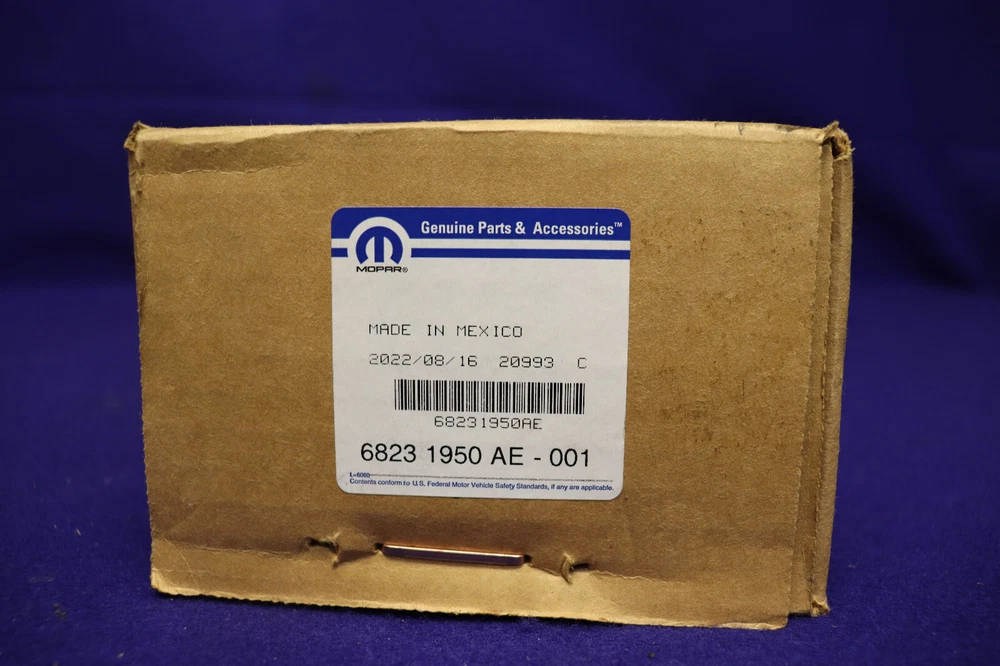 Genuine Parts & Accessories™
MOPAR®
MADE IN MEXICO
2022/08/16 20993 C
68231950AE
6823 1950 AE - 001
L-6060
Contents conform to U.S. Federal Motor Vehicle Safety Standards, if any are applicable.